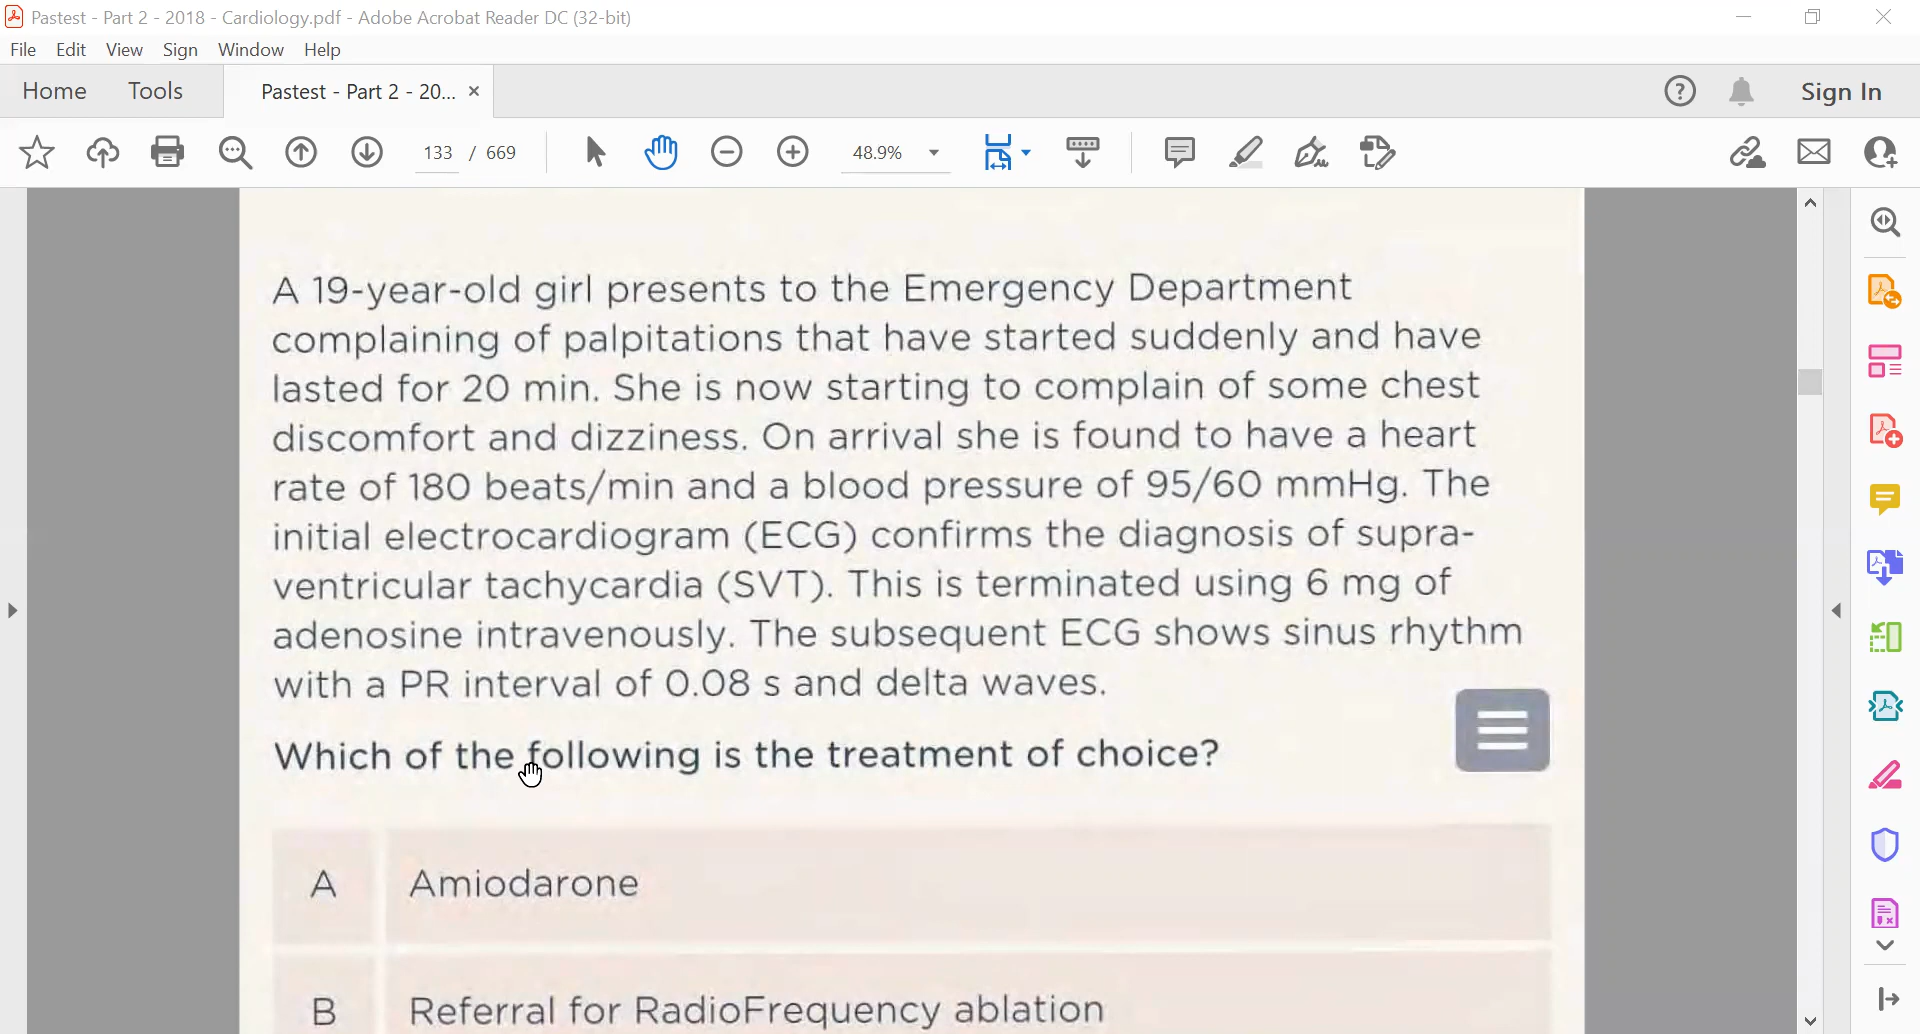 Pastest - Part 2 - 2018 - Cardiology.pdf - Adobe Acrobat Reader DC (32-bit)
File Edit View Sign Window Help
Home Tools Pastest - Part 2 - 20... × Sign In
133 / 669 48.9%
A 19-year-old girl presents to the Emergency Department
complaining of palpitations that have started suddenly and have
lasted for 20 min. She is now starting to complain of some chest
discomfort and dizziness. On arrival she is found to have a heart
rate of 180 beats/min and a blood pressure of 95/60 mmHg. The
initial electrocardiogram (ECG) confirms the diagnosis of supra-
ventricular tachycardia (SVT). This is terminated using 6 mg of
adenosine intravenously. The subsequent ECG shows sinus rhythm
with a PR interval of 0.08 s and delta waves.
Which of the following is the treatment of choice?
A Amiodarone
B Referral for RadioFrequency ablation